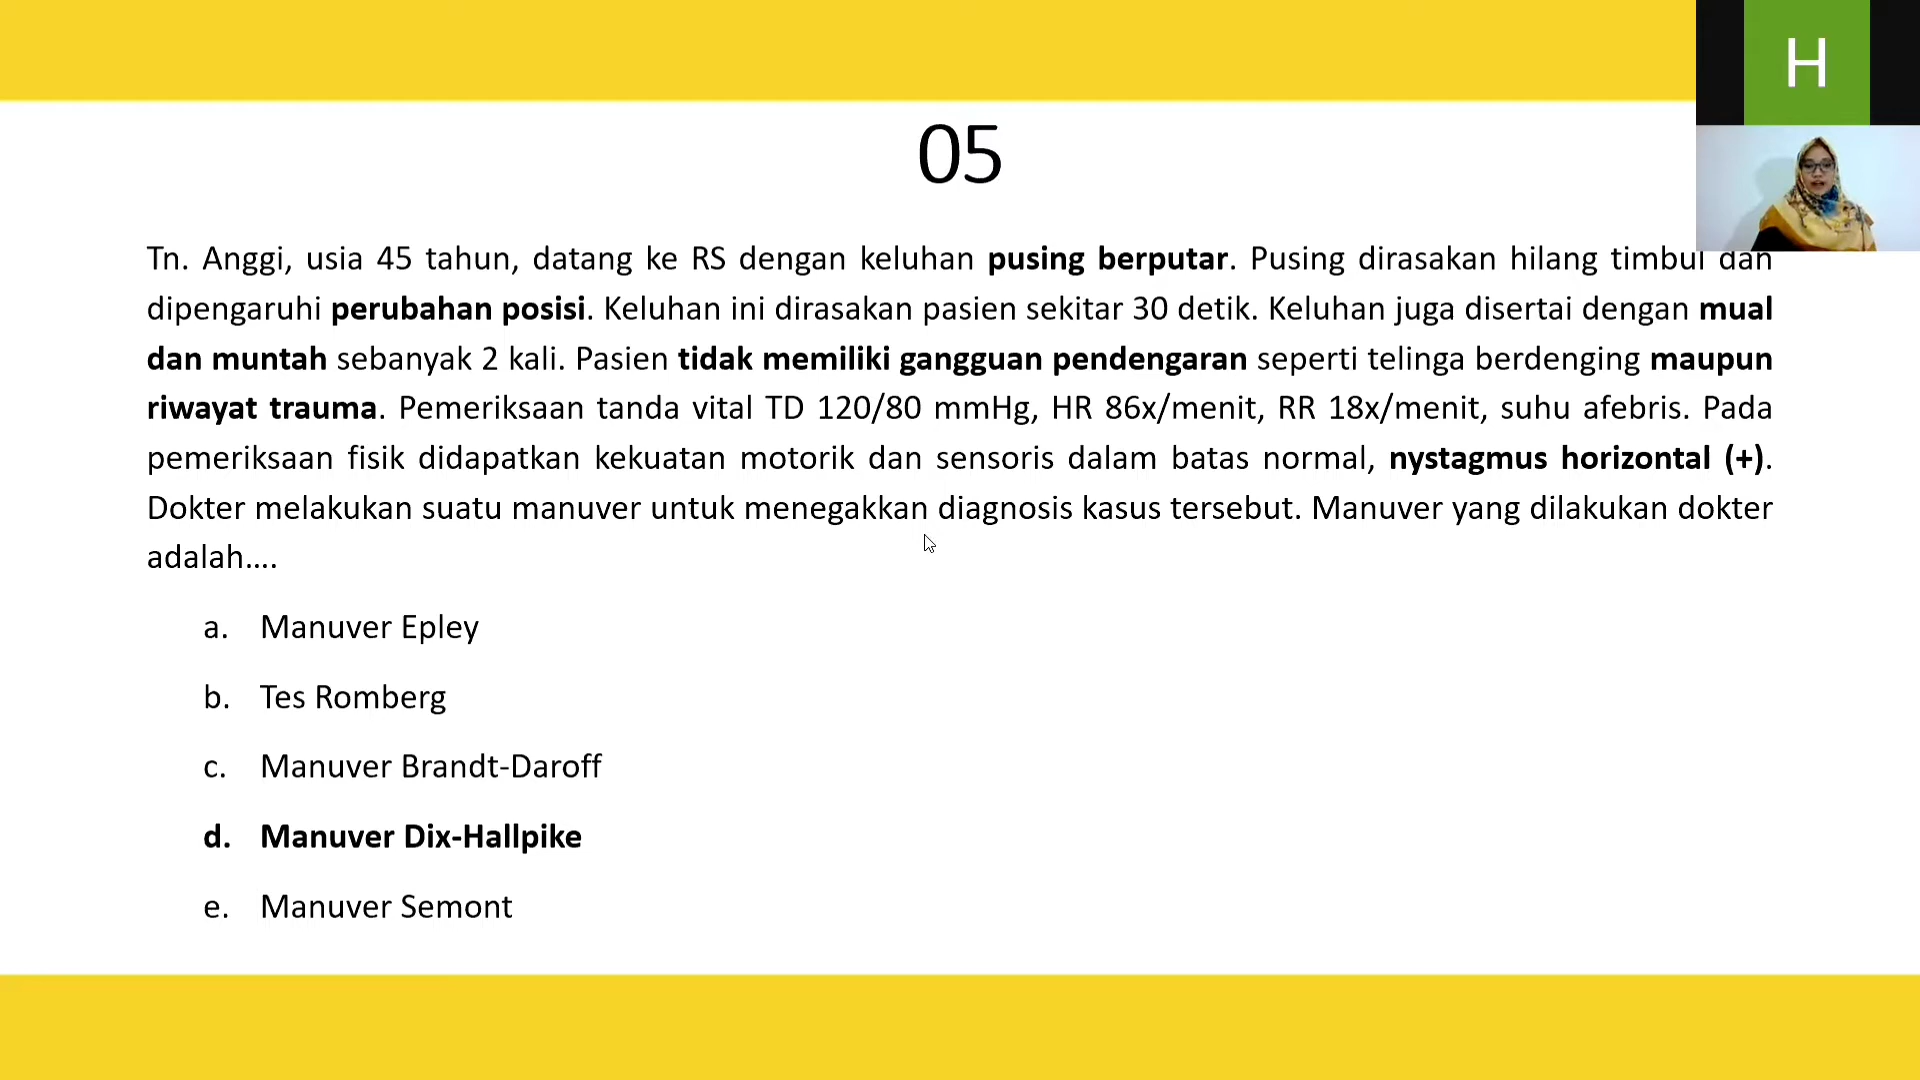 H
05
Tn. Anggi, usia 45 tahun, datang ke RS dengan keluhan pusing berputar. Pusing dirasakan hilang timbul dan
dipengaruhi perubahan posisi. Keluhan ini dirasakan pasien sekitar 30 detik. Keluhan juga disertai dengan mual
dan muntah sebanyak 2 kali. Pasien tidak memiliki gangguan pendengaran seperti telinga berdenging maupun
riwayat trauma. Pemeriksaan tanda vital TD 120/80 mmHg, HR 86x/menit, RR 18x/menit, suhu afebris. Pada
pemeriksaan fisik didapatkan kekuatan motorik dan sensoris dalam batas normal, nystagmus horizontal (+).
Dokter melakukan suatu manuver untuk menegakkan diagnosis kasus tersebut. Manuver yang dilakukan dokter
adalah....
a. Manuver Epley
b. Tes Romberg
c. Manuver Brandt-Daroff
d. Manuver Dix-Hallpike
e. Manuver Semont